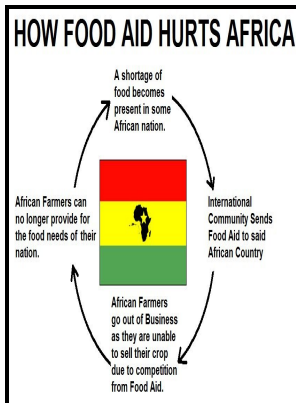 HOW FOOD AID HURTS AFRICA
A shortage of
food becomes
present in some
African nation.
International
Community Sends
Food Aid to said
African Country
African Farmers
go out of Business
as they are unable
to sell their crop
due to competition
from Food Aid.
African Farmers can
no longer provide for
the food needs of their
nation.